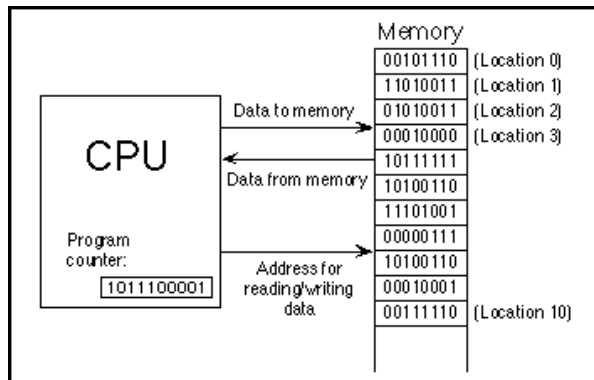 Memory
00101110 (Location 0)
11010011 (Location 1)
01010011 (Location 2)
00010000 (Location 3)
10111111
10100110
11101001
00000111
10100110
00010001
00111110 (Location 10)
Data to memory
Data from memory
Address for
reading/writing
data
CPU
Program
counter:
1011100001